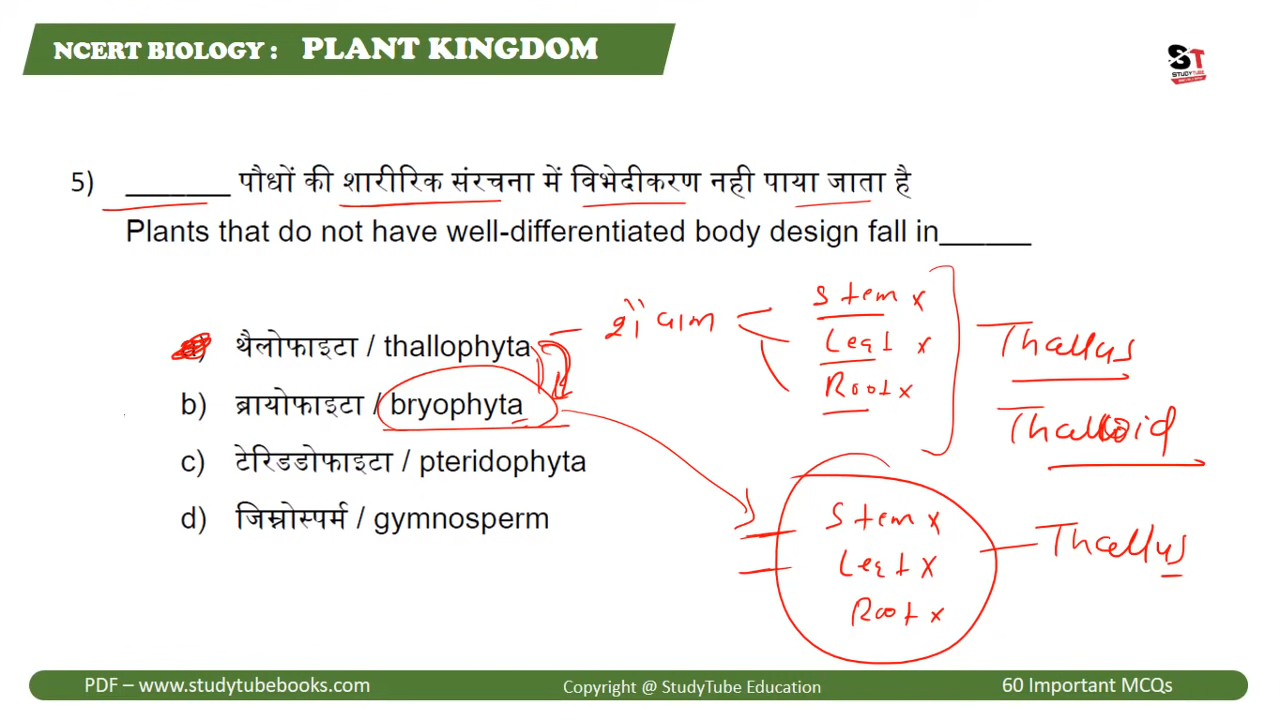 NCERT BIOLOGY : PLANT KINGDOM
ST
STUDYTUBE
5) _______ पौधों की शारीरिक संरचना में विभेदीकरण नही पाया जाता है
Plants that do not have well-differentiated body design fall in______
a) थैलोफाइटा / thallophyta
b) ब्रायोफाइटा / bryophyta
c) टेरिडडोफाइटा / pteridophyta
d) जिम्नोस्पर्म / gymnosperm
Stem x
Leaf x
Root x
Thallus
Thalloid
Stem x
Leaf x
Root x
Thallus
PDF – www.studytubebooks.com
Copyright @ StudyTube Education
60 Important MCQs